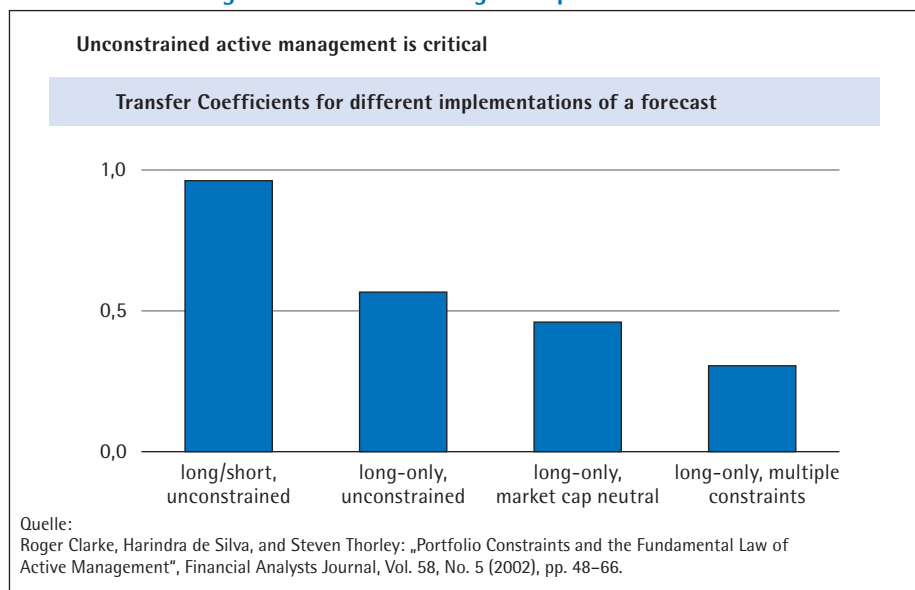 Unconstrained active management is critical
Transfer Coefficients for different implementations of a forecast
1,0
0,5
0,0
long/short,
unconstrained
long-only,
unconstrained
long-only,
market cap neutral
long-only, multiple
constraints
Quelle:
Roger Clarke, Harindra de Silva, and Steven Thorley: „Portfolio Constraints and the Fundamental Law of
Active Management“, Financial Analysts Journal, Vol. 58, No. 5 (2002), pp. 48–66.